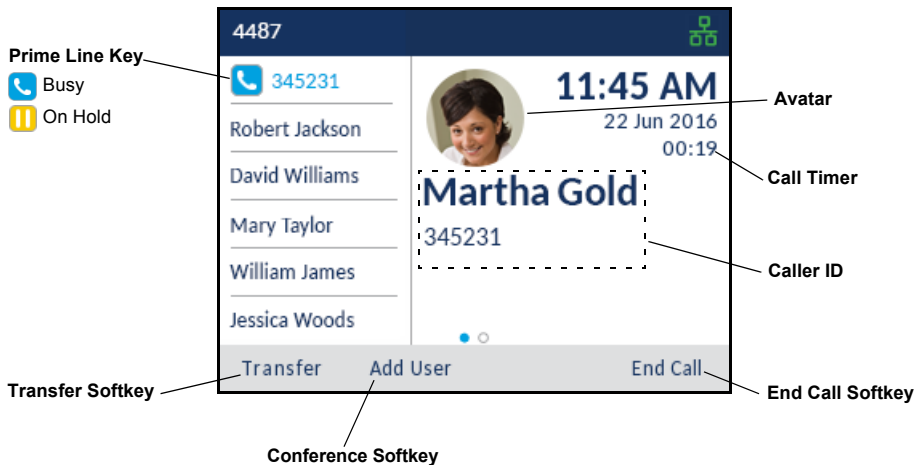 4487
Prime Line Key
Busy
On Hold
345231
Robert Jackson
David Williams
Mary Taylor
William James
Jessica Woods
11:45 AM
22 Jun 2016
00:19
Martha Gold
345231
Avatar
Call Timer
Caller ID
Transfer
Add User
End Call
Transfer Softkey
End Call Softkey
Conference Softkey